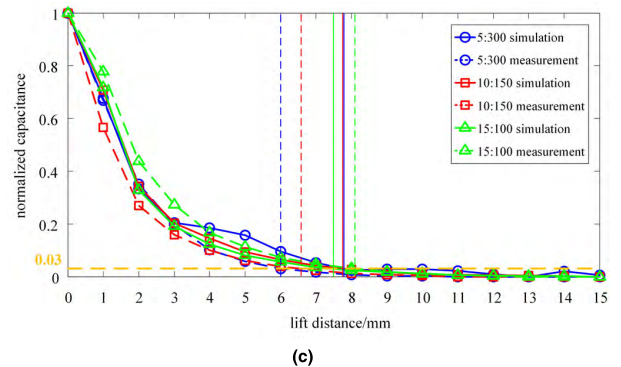 1
0.8
0.6
0.4
0.2
0.03
0
normalized capacitance
0 1 2 3 4 5 6 7 8 9 10 11 12 13 14 15
lift distance/mm
5:300 simulation
5:300 measurement
10:150 simulation
10:150 measurement
15:100 simulation
15:100 measurement
(c)